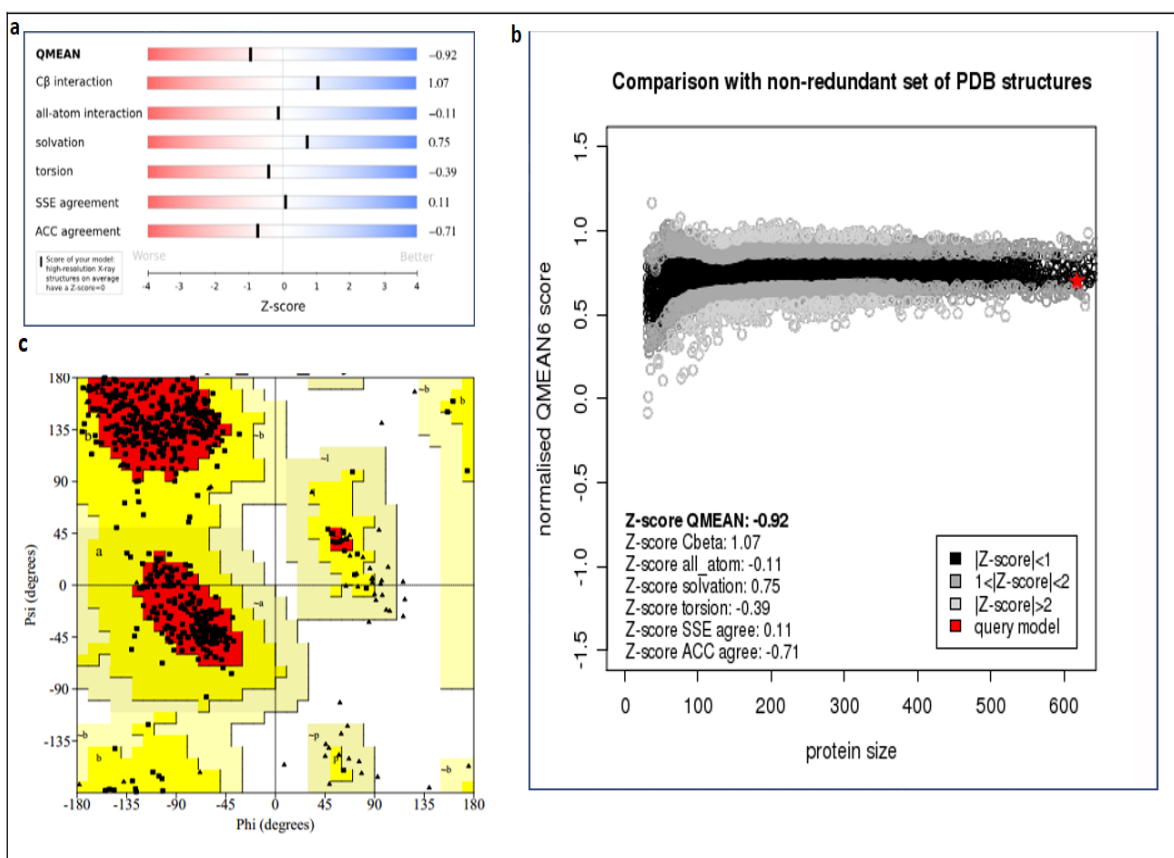 a
QMEAN
−0.92
Cβ interaction
1.07
all-atom interaction
−0.11
solvation
0.75
torsion
−0.39
SSE agreement
0.11
ACC agreement
−0.71
Score of your model:
high-resolution X-ray
structures on average
have a Z-score=0
Worse
Better
-4 -3 -2 -1 0 1 2 3 4
Z-score
b
Comparison with non-redundant set of PDB structures
normalised QMEAN6 score
1.5
1.0
0.5
0.0
-0.5
-1.0
-1.5
Z-score QMEAN: -0.92
Z-score Cbeta: 1.07
Z-score all_atom: -0.11
Z-score solvation: 0.75
Z-score torsion: -0.39
Z-score SSE agree: 0.11
Z-score ACC agree: -0.71
|Z-score|<1
1<|Z-score|<2
|Z-score|>2
query model
0 100 200 300 400 500 600
protein size
c
Psi (degrees)
180
135
90
45
0
-45
-90
-135
b
~b
~b
b
~l
a
~a
~b
b
~p
p
~b
-180 -135 -90 -45 0 45 90 135 180
Phi (degrees)